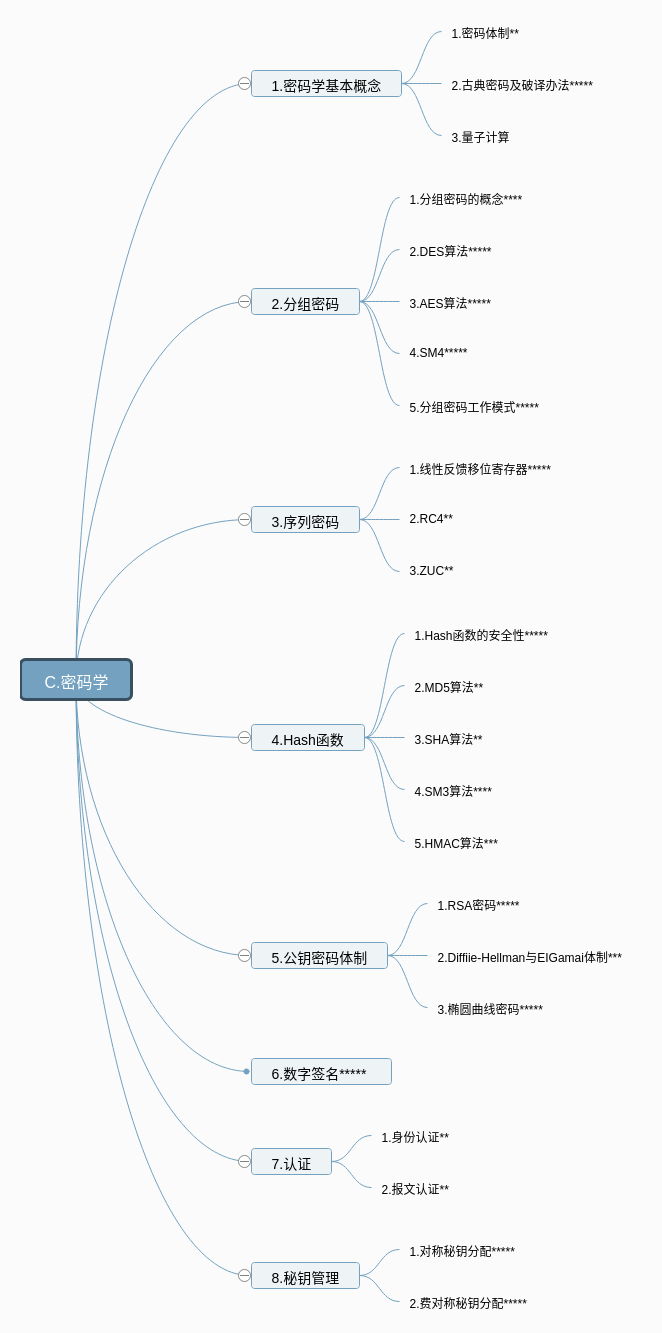 C.密码学
1.密码学基本概念
1.密码体制**
2.古典密码及破译办法*****
3.量子计算
2.分组密码
1.分组密码的概念****
2.DES算法*****
3.AES算法*****
4.SM4*****
5.分组密码工作模式*****
3.序列密码
1.线性反馈移位寄存器*****
2.RC4**
3.ZUC**
4.Hash函数
1.Hash函数的安全性*****
2.MD5算法**
3.SHA算法**
4.SM3算法****
5.HMAC算法***
5.公钥密码体制
1.RSA密码*****
2.Diffiie-Hellman与EIGamai体制***
3.椭圆曲线密码*****
6.数字签名*****
7.认证
1.身份认证**
2.报文认证**
8.秘钥管理
1.对称秘钥分配*****
2.费对称秘钥分配*****